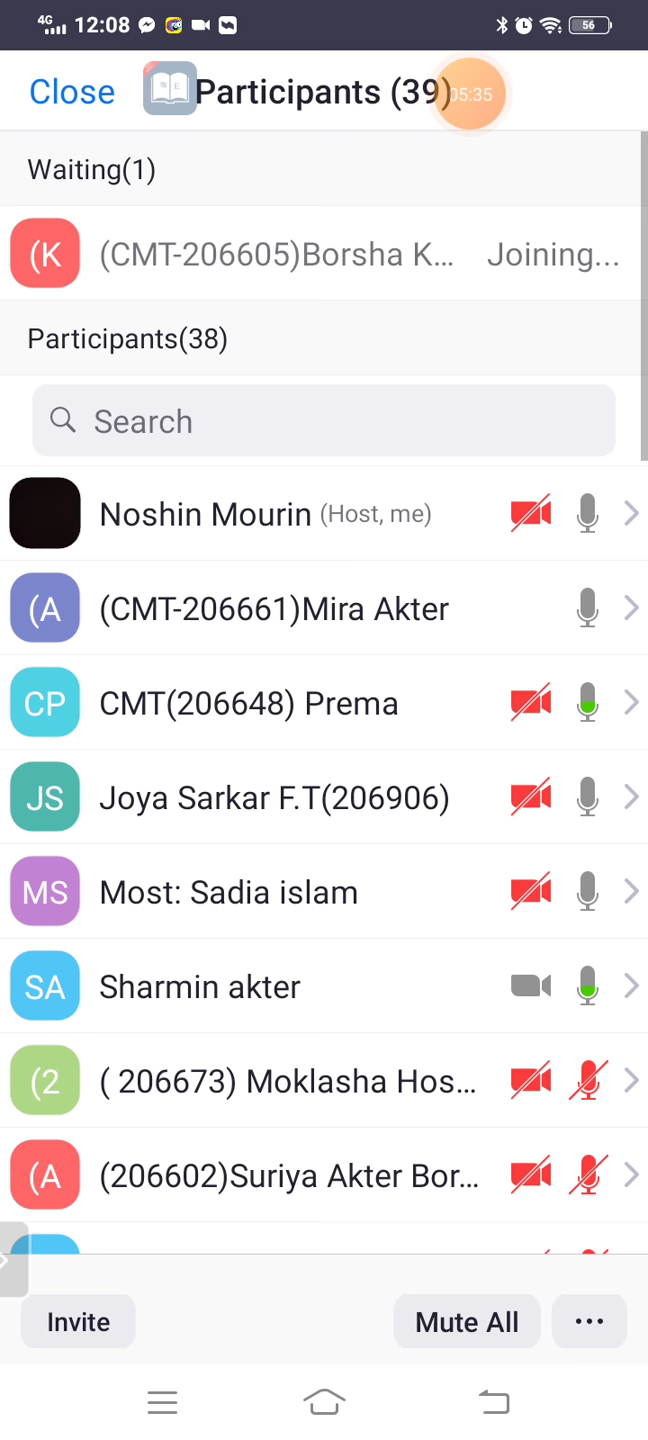 4G 12:08 56
Close Participants (39) 05:35
Waiting(1)
(K (CMT-206605)Borsha K... Joining...
Participants(38)
Search
Noshin Mourin (Host, me)
(A (CMT-206661)Mira Akter
CP CMT(206648) Prema
JS Joya Sarkar F.T(206906)
MS Most: Sadia islam
SA Sharmin akter
(2 ( 206673) Moklasha Hos...
(A (206602)Suriya Akter Bor...
Invite Mute All ...